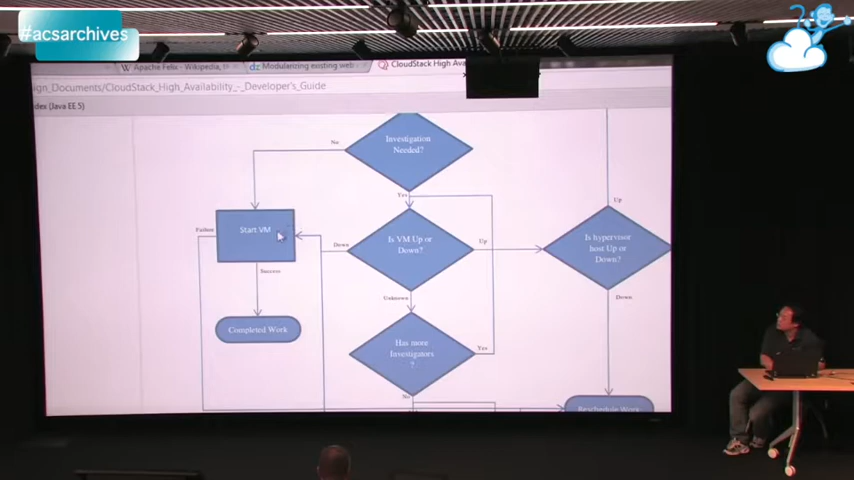 #acsarchives
Apache Felix - Wikipedia, t
dz Modularizing existing web
CloudStack High Ava
ign_Documents/CloudStack_High_Availability_-_Developer's_Guide
dex (Java EE 5)
Investigation
Needed?
No
Yes
Start VM
Failure
Success
Completed Work
Is VM Up or
Down?
Down
Up
Unknown
Has more
Investigators
?
Yes
No
Is hypervisor
host Up or
Down?
Up
Down
Reschedule Work